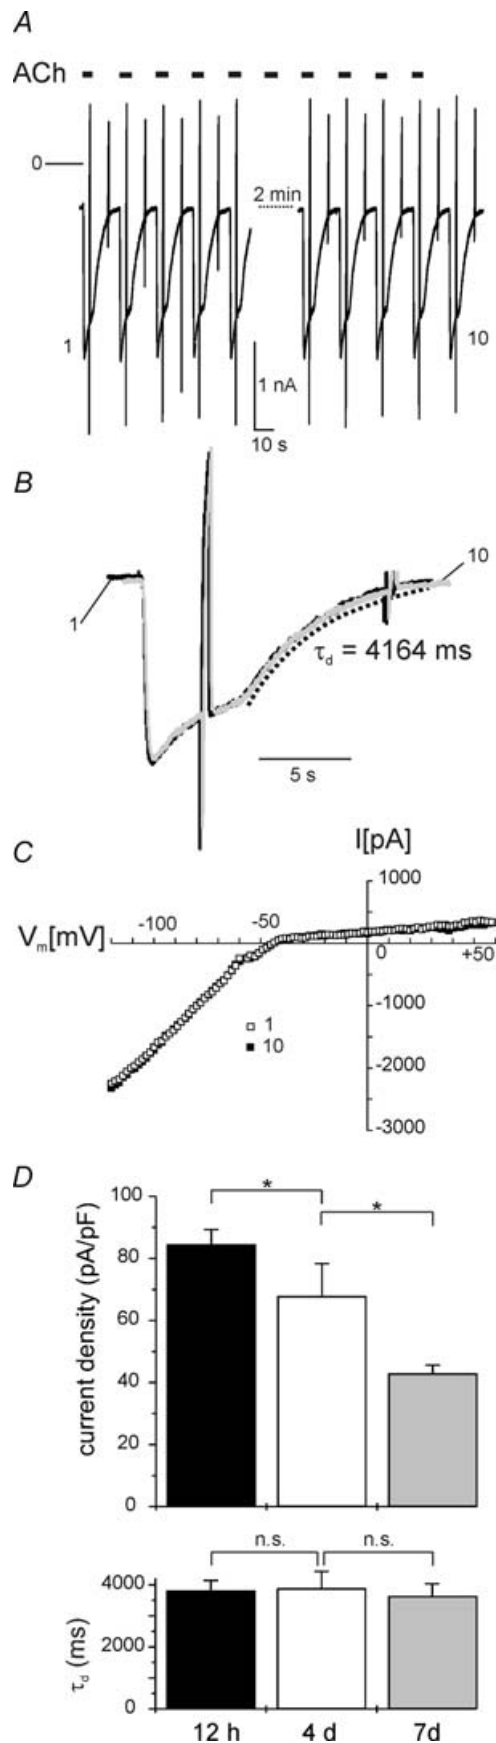 A
ACh
0
2 min
1
10
1 nA
10 s
B
10
1
τd = 4164 ms
5 s
C
I[pA]
1000
-100
-50
Vm[mV]
0
+50
-1000
1
10
-2000
-3000
D
*
*
100
80
60
40
20
0
current density (pA/pF)
n.s.
n.s.
4000
2000
0
τd (ms)
12 h
4 d
7d